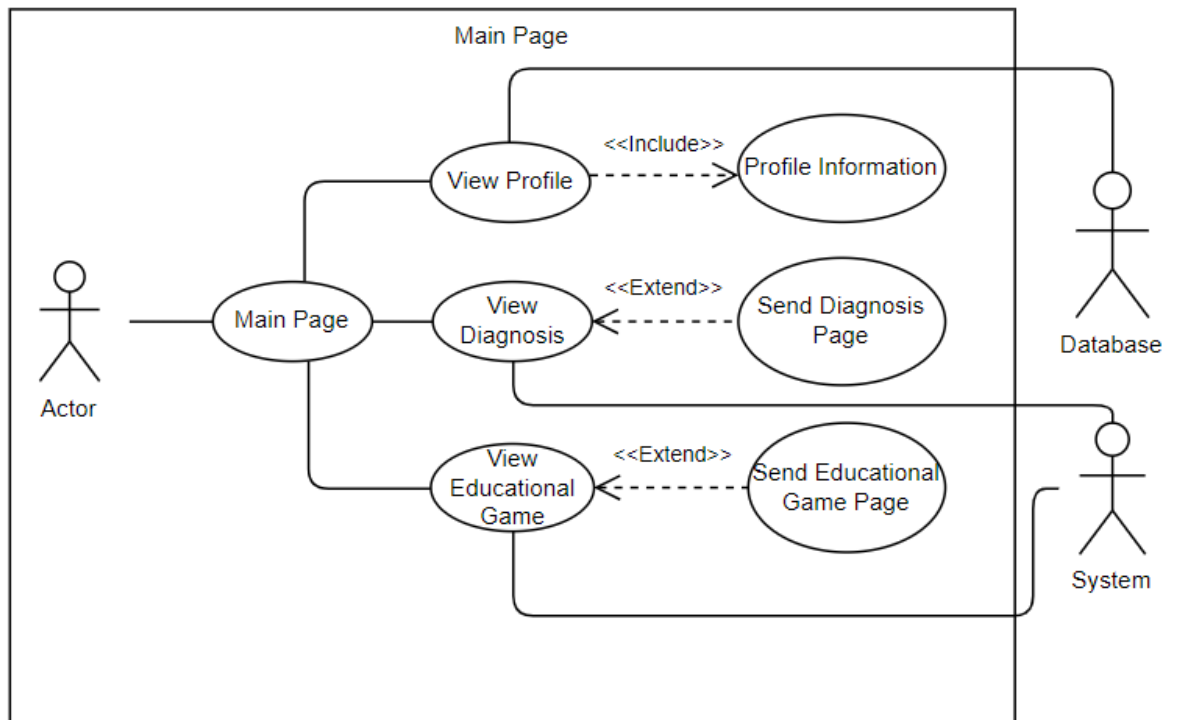 Main Page
<<Include>>
View Profile
Profile Information
<<Extend>>
Main Page
View
Diagnosis
Send Diagnosis
Page
Database
Actor
<<Extend>>
View
Educational
Game
Send Educational
Game Page
System